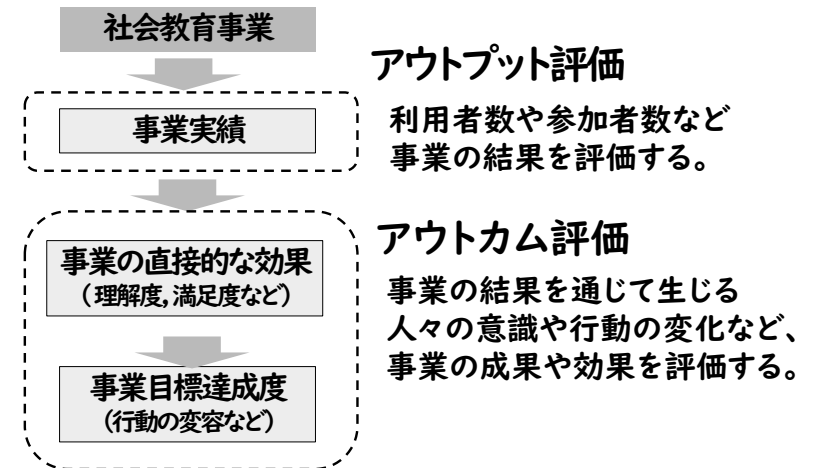 社会教育事業
アウトプット評価
事業実績
利用者数や参加者数など
事業の結果を評価する。
アウトカム評価
事業の直接的な効果
（理解度，満足度など）
事業の結果を通じて生じる
人々の意識や行動の変化など、
事業の成果や効果を評価する。
事業目標達成度
（行動の変容など）